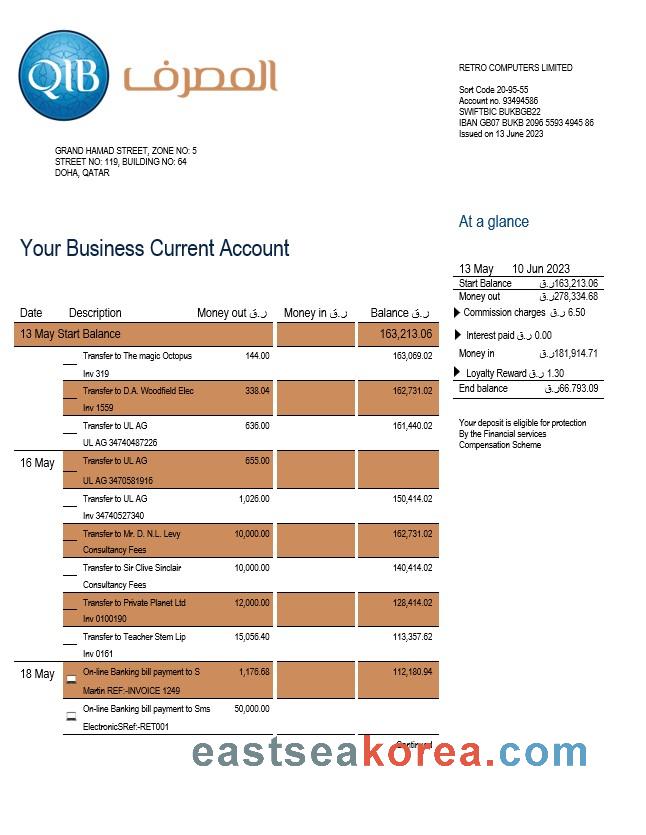 QIB المصرف
RETRO COMPUTERS LIMITED
Sort Code 20-95-55
Account no. 93494586
SWIFTBIC BUKBGB22
IBAN GB07 BUKB 2096 5593 4945 86
Issued on 13 June 2023
GRAND HAMAD STREET, ZONE NO: 5
STREET NO: 119, BUILDING NO: 64
DOHA, QATAR
At a glance
13 May 10 Jun 2023
Start Balance ر.ق163,213.06
Money out ر.ق278,334.68
Commission charges ر.ق 6.50
Interest paid ر.ق 0.00
Money in ر.ق181,914.71
Loyalty Reward ر.ق 1.30
End balance ر.ق66.793.09
Your deposit is eligible for protection
By the Financial services
Compensation Scheme
Your Business Current Account
Date Description Money out ر.ق Money in ر.ق Balance ر.ق
13 May Start Balance 163,213.06
Transfer to The magic Octopus 144.00 163,069.02
Inv 319
Transfer to D.A. Woodfield Elec 338.04 162,731.02
Inv 1559
Transfer to UL AG 636.00 161,440.02
UL AG 34740487226
16 May Transfer to UL AG 655.00
UL AG 3470581916
Transfer to UL AG 1,026.00 150,414.02
Inv 34740527340
Transfer to Mr. D. N.L. Levy 10,000.00 162,731.02
Consultancy Fees
Transfer to Sir Clive Sinclair 10,000.00 140,414.02
Consultancy Fees
Transfer to Private Planet Ltd 12,000.00 128,414.02
Inv 0100190
Transfer to Teacher Stem Lip 15,056.40 113,357.62
Inv 0161
18 May On-line Banking bill payment to S 1,176.68 112,180.94
Martin REF:-INVOICE 1249
On-line Banking bill payment to Sms 50,000.00
ElectronicSRef:-RET001
Continued
eastseakorea.com